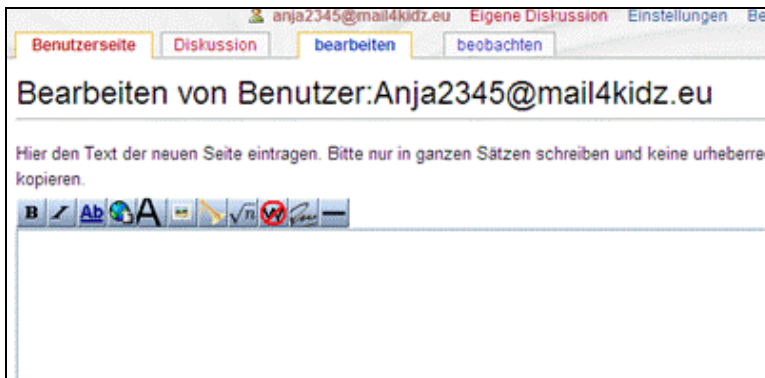 anja2345@mail4kidz.eu Eigene Diskussion Einstellungen
Benutzerseite Diskussion bearbeiten beobachten
Bearbeiten von Benutzer:Anja2345@mail4kidz.eu
Hier den Text der neuen Seite eintragen. Bitte nur in ganzen Sätzen schreiben und keine
kopieren.
B I Ab A √n W